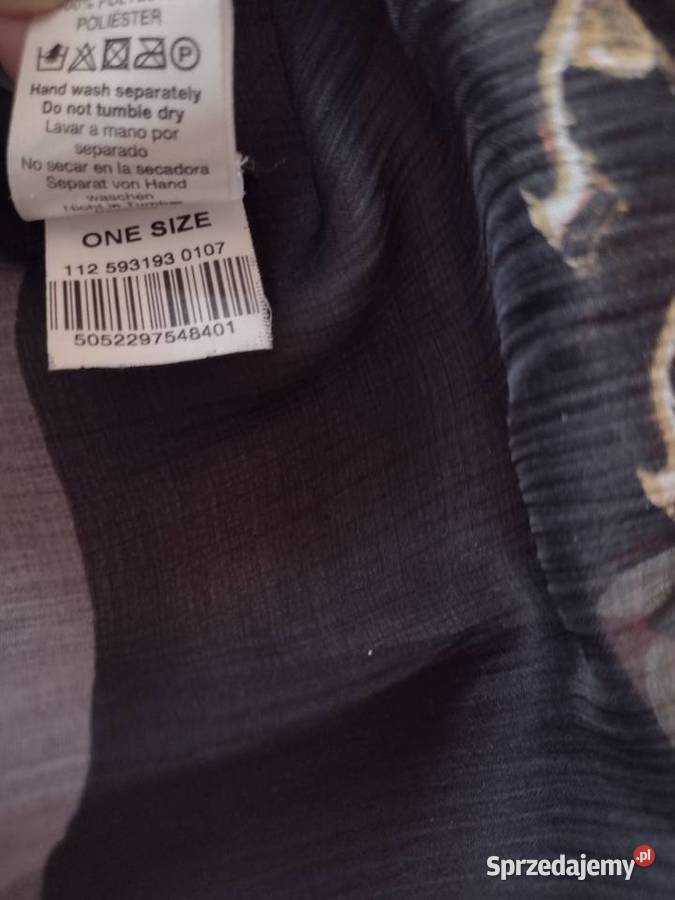 POLIÉSTER
P
Hand wash separately
Do not tumble dry
Lavar a mano por
separado
No secar en la secadora
Separat von Hand
waschen
ONE SIZE
112 593193 0107
5052297548401
Sprzedajemy.pl